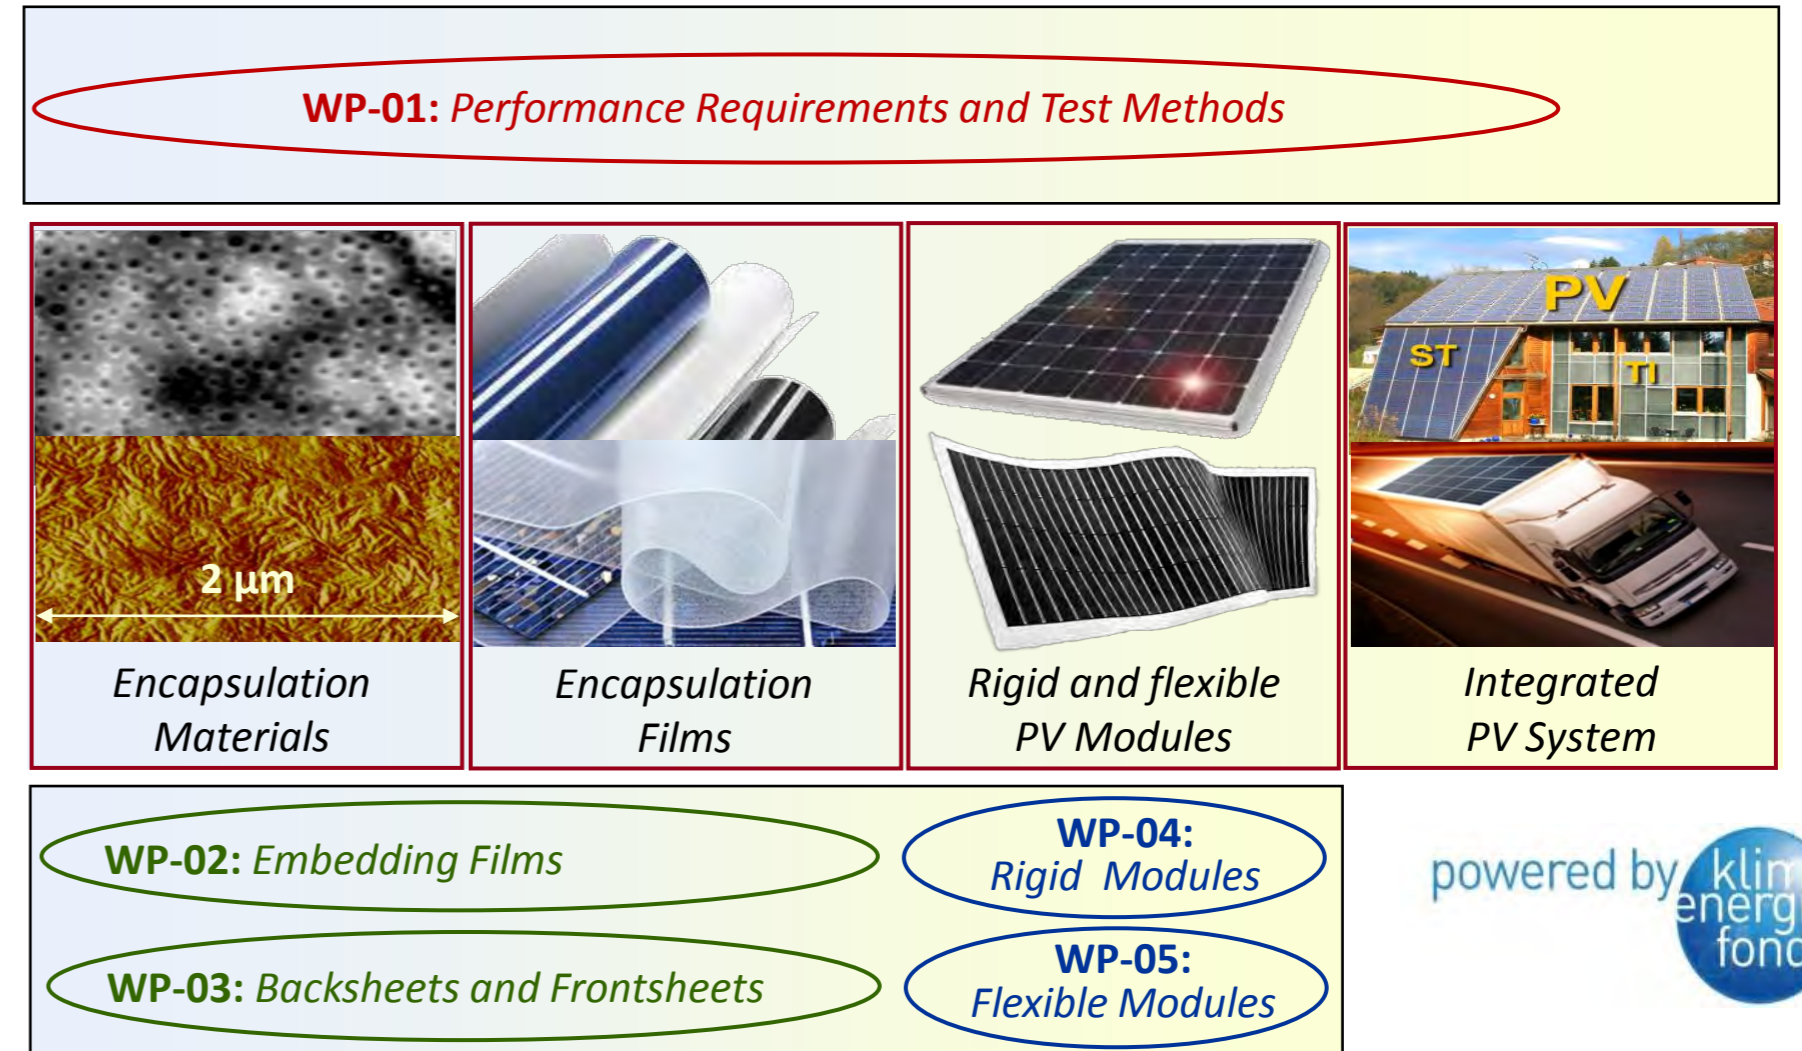 WP-01: Performance Requirements and Test Methods
PV
ST
TI
2 µm
Encapsulation
Materials
Encapsulation
Films
Rigid and flexible
PV Modules
Integrated
PV System
WP-02: Embedding Films
WP-03: Backsheets and Frontsheets
WP-04:
Rigid Modules
WP-05:
Flexible Modules
powered by